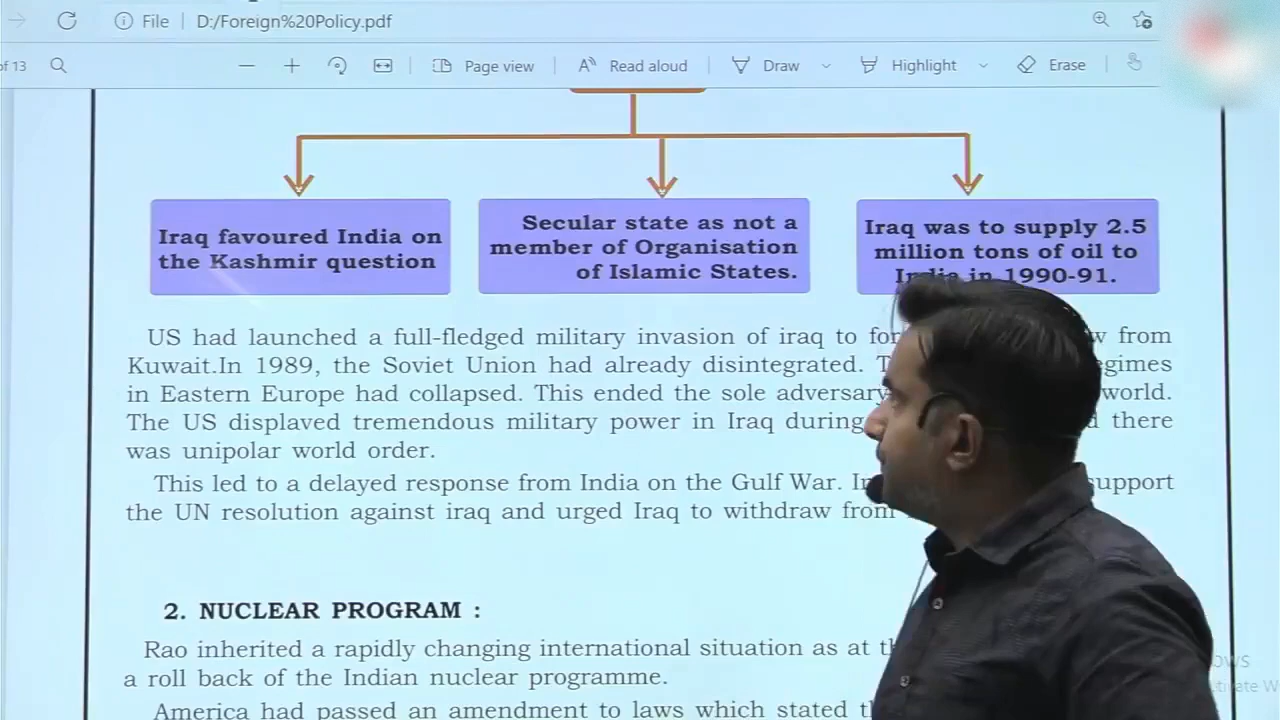 File D:/Foreign%20Policy.pdf
of 13 Page view Read aloud Draw Highlight Erase
Iraq favoured India on
the Kashmir question
Secular state as not a
member of Organisation
of Islamic States.
Iraq was to supply 2.5
million tons of oil to
India in 1990-91.
US had launched a full-fledged military invasion of iraq to from
Kuwait.In 1989, the Soviet Union had already disintegrated.
in Eastern Europe had collapsed. This ended the sole adversary world.
The US displayed tremendous military power in Iraq during there
was unipolar world order.
This led to a delayed response from India on the Gulf War. support
the UN resolution against iraq and urged Iraq to withdraw from
2. NUCLEAR PROGRAM :
Rao inherited a rapidly changing international situation as at
a roll back of the Indian nuclear programme.
America had passed an amendment to laws which stated